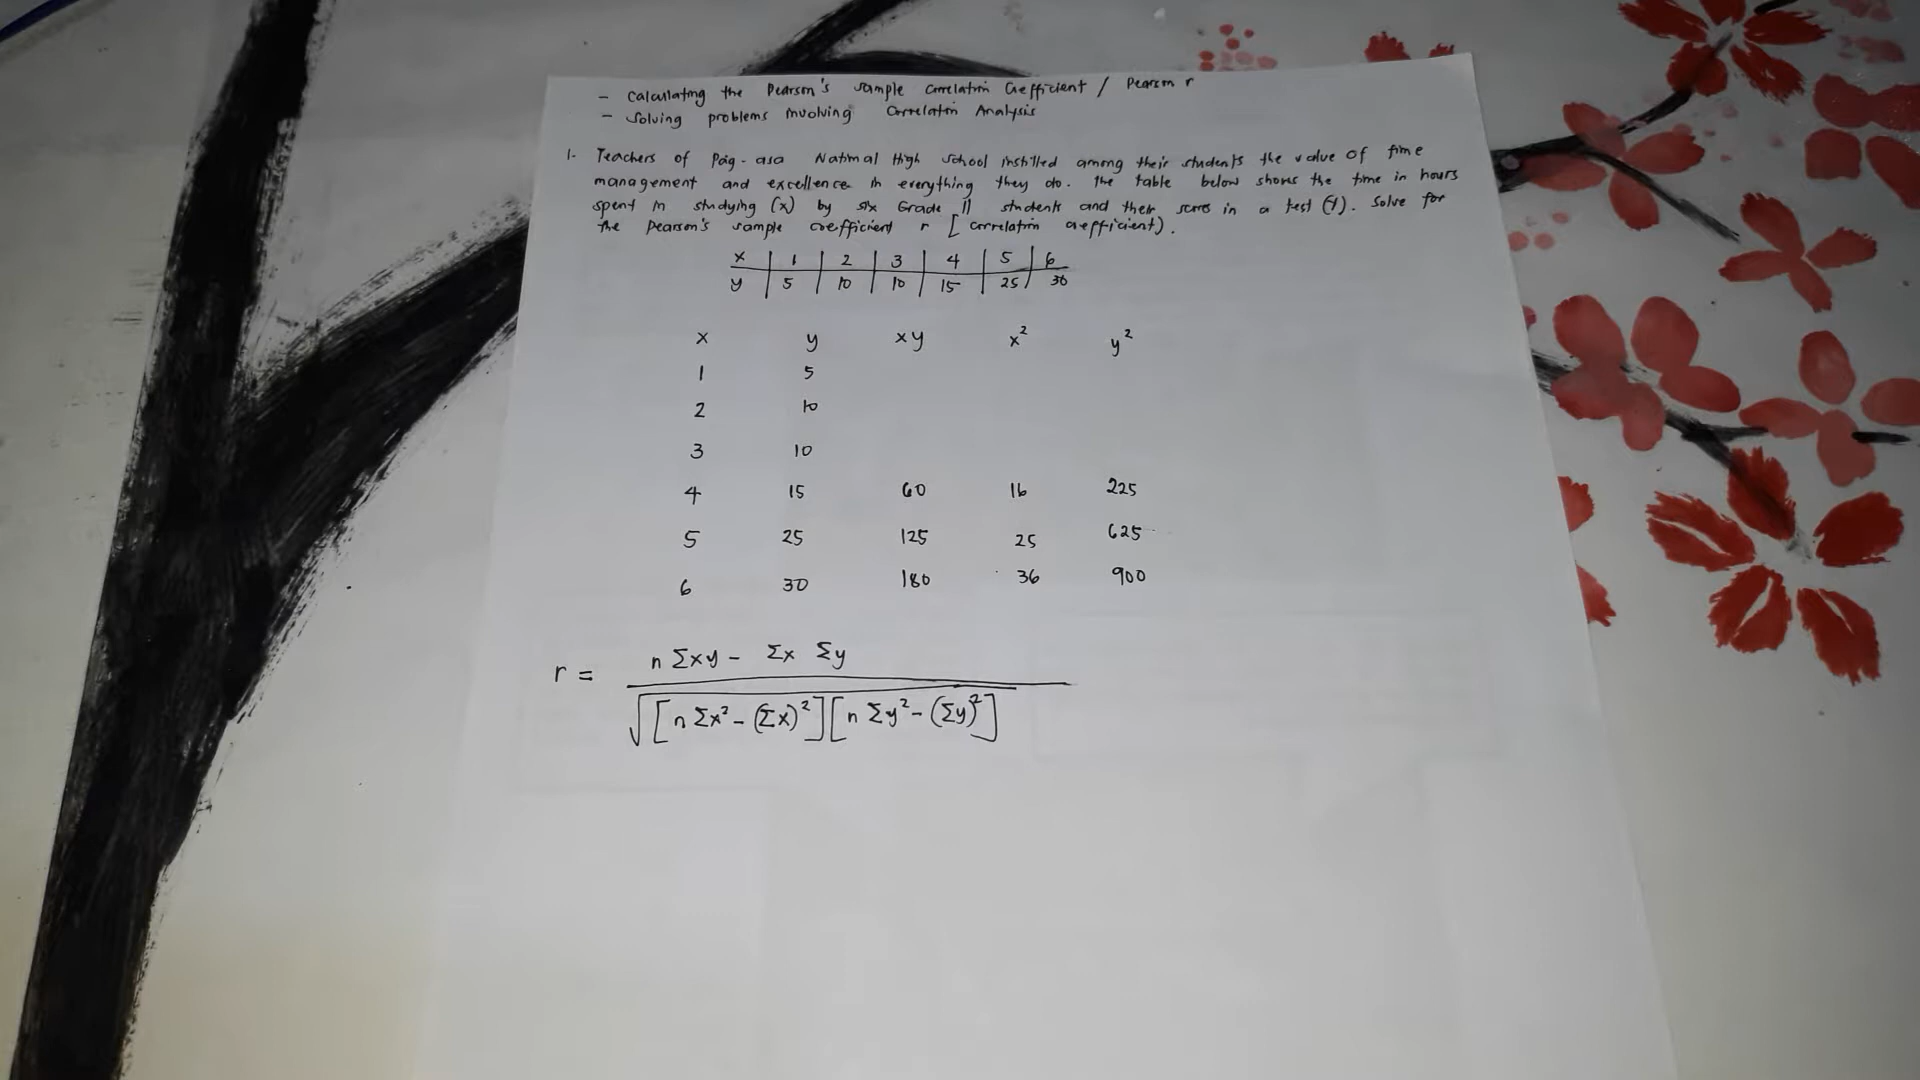 - Calculating the Pearson's sample Correlation Coefficient / Pearson r
- Solving problems involving Correlation Analysis
1. Teachers of Pag-asa National High School instilled among their students the value of time
management and excellence in everything they do. The table below shows the time in hours
spent in studying (x) by six Grade 11 students and their scores in a test (Y). Solve for
the Pearson's sample coefficient r [correlation coefficient).
x | 1 | 2 | 3 | 4 | 5 | 6
y | 5 | 10 | 10 | 15 | 25 | 30
x y xy x² y²
1 5
2 10
3 10
4 15 60 16 225
5 25 125 25 625
6 30 180 36 900
r = n Σxy - Σx Σy
√[n Σx² - (Σx)²][n Σy² - (Σy)²]